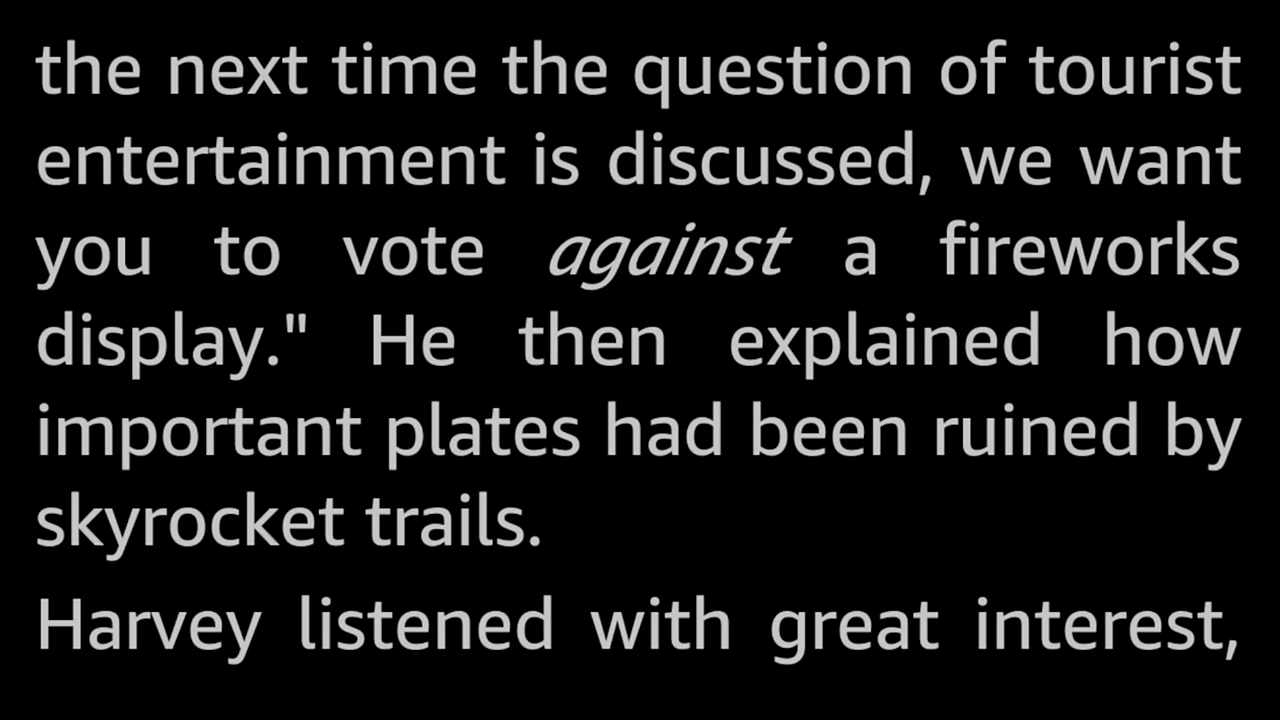 the next time the question of tourist
entertainment is discussed, we want
you to vote against a fireworks
display." He then explained how
important plates had been ruined by
skyrocket trails.
Harvey listened with great interest,